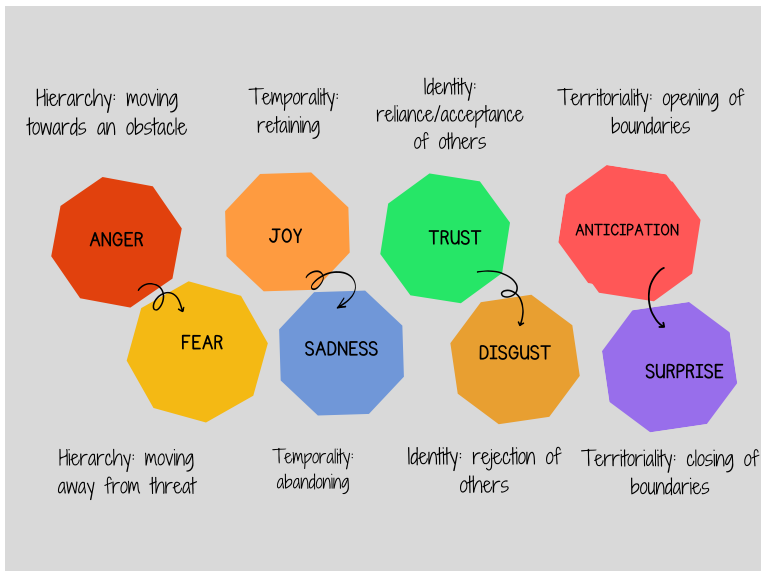 Hierarchy: moving
towards an obstacle
Temporality:
retaining
Identity:
reliance/acceptance
of others
Territoriality: opening of
boundaries
ANGER
JOY
TRUST
ANTICIPATION
FEAR
SADNESS
DISGUST
SURPRISE
Hierarchy: moving
away from threat
Temporality:
abandoning
Identity: rejection of
others
Territoriality: closing of
boundaries